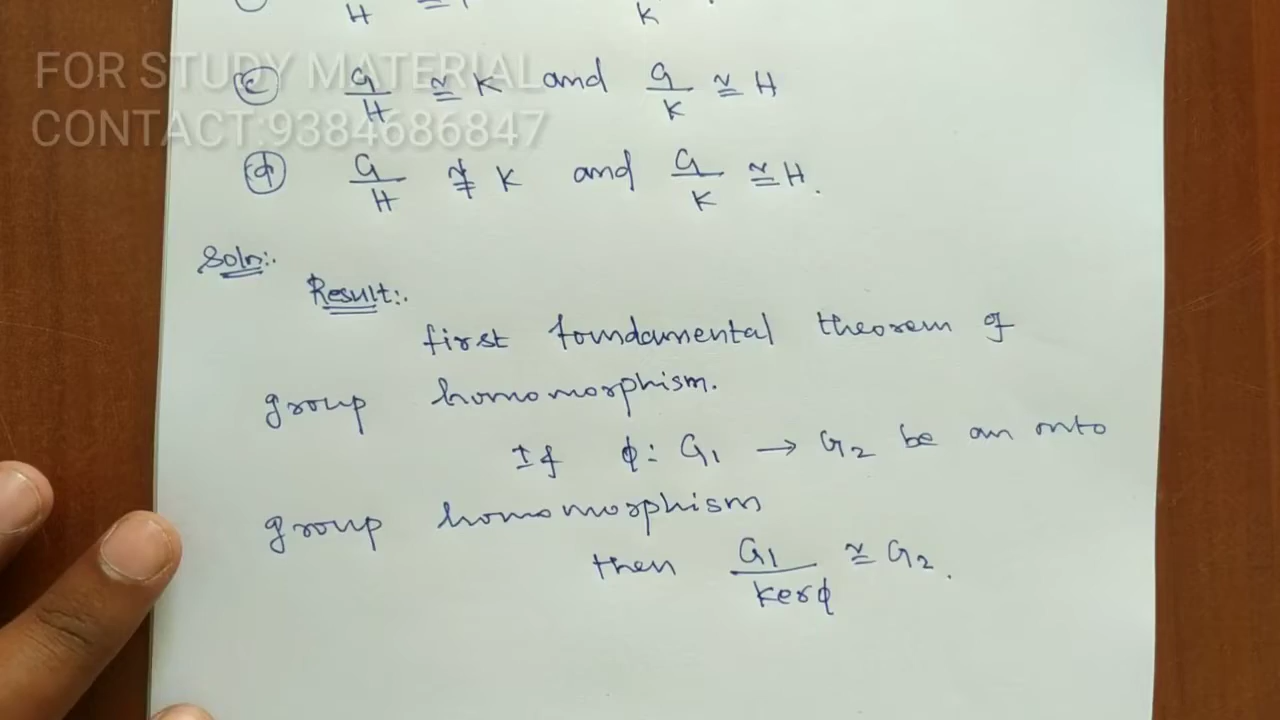 H K
FOR STUDY MATERIAL
CONTACT:9384686847
(c) G/H ≅ K and G/K ≅ H
(d) G/H ≇ K and G/K ≅ H.
Soln:.
Result:.
first foundamental theorem of
group homomorphism.
If ϕ: G₁ → G₂ be an onto
group homomorphism
then G₁/kerϕ ≅ G₂.